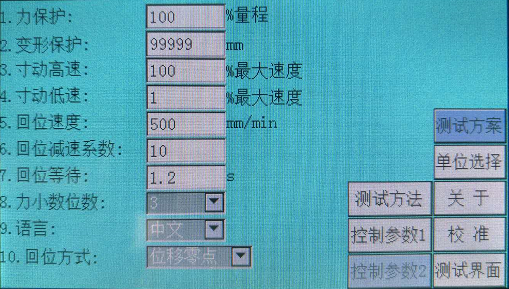 1.力保护: 100 %量程
2.变形保护: 99999 mm
3.寸动高速: 100 %最大速度
4.寸动低速: 1 %最大速度
5.回位速度: 500 mm/min
6.回位减速系数: 10
7.回位等待: 1.2 s
8.力小数位数: 3
9.语言: 中文
10.回位方式: 位移零点
测试方案
单位选择
测试方法 关 于
控制参数1 校 准
控制参数2 测试界面